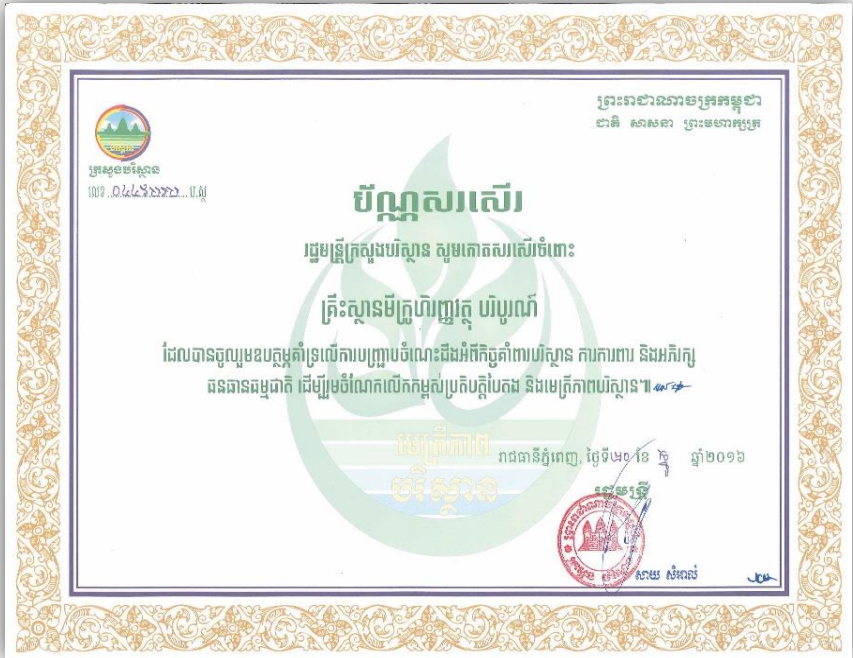 ព្រះរាជាណាចក្រកម្ពុជា
ជាតិ សាសនា ព្រះមហាក្សត្រ
បរិស្ថាន
ក្រសួងបរិស្ថាន
លេខ ប.ស្ថ
ប័ណ្ណសរសើរ
រដ្ឋមន្ត្រីក្រសួងបរិស្ថាន សូមកោតសរសើរចំពោះ
គ្រឹះស្ថានមីក្រូហិរញ្ញវត្ថុ បរិបូរណ៍
ដែលបានចូលរួមឧបត្ថម្ភគាំទ្រលើការបញ្ជ្រាបចំណេះដឹងអំពីកិច្ចគាំពារបរិស្ថាន ការការពារ និងអភិរក្ស
ធនធានធម្មជាតិ ដើម្បីរួមចំណែកលើកកម្ពស់ប្រតិបត្តិបៃតង និងមេត្រីភាពបរិស្ថាន។
មេត្រីភាព
បរិស្ថាន
រាជធានីភ្នំពេញ, ថ្ងៃទី ខែ ឆ្នាំ២០១៦
រដ្ឋមន្ត្រី
សាយ សំអាល់